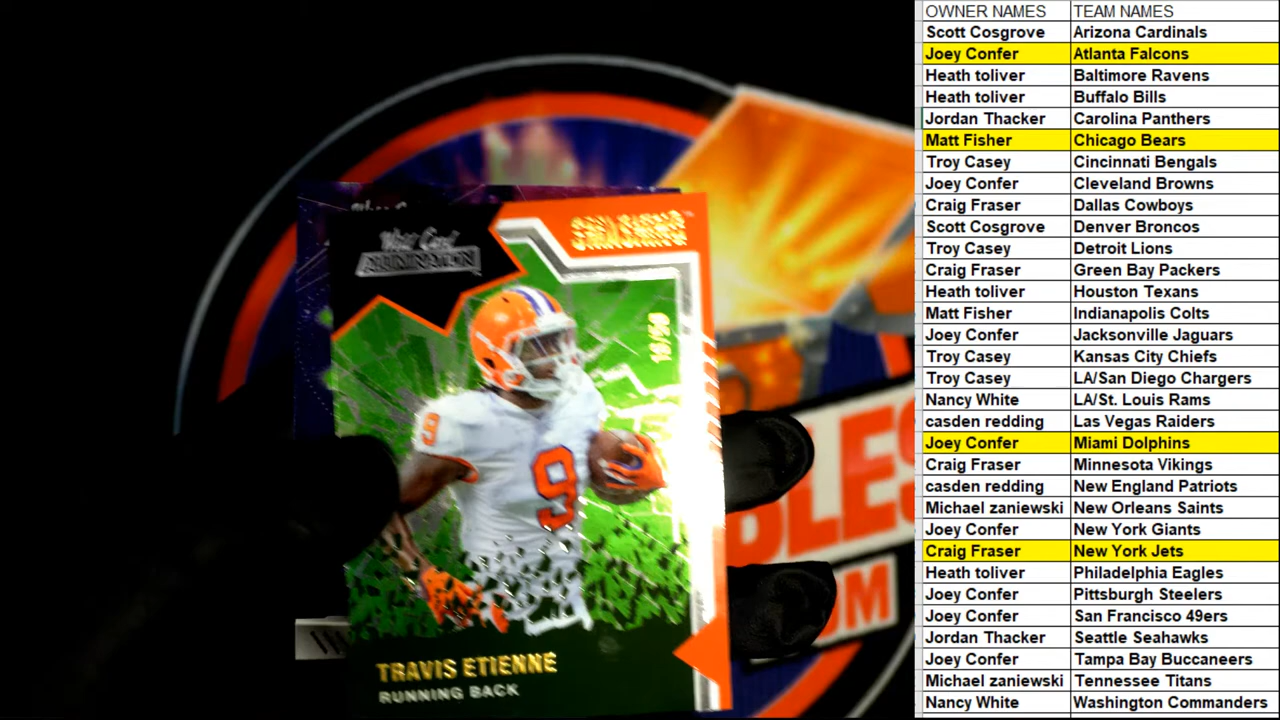 OWNER NAMES TEAM NAMES
Scott Cosgrove Arizona Cardinals
Joey Confer Atlanta Falcons
Heath toliver Baltimore Ravens
Heath toliver Buffalo Bills
Jordan Thacker Carolina Panthers
Matt Fisher Chicago Bears
Troy Casey Cincinnati Bengals
Joey Confer Cleveland Browns
Craig Fraser Dallas Cowboys
Scott Cosgrove Denver Broncos
Troy Casey Detroit Lions
Craig Fraser Green Bay Packers
Heath toliver Houston Texans
Matt Fisher Indianapolis Colts
Joey Confer Jacksonville Jaguars
Troy Casey Kansas City Chiefs
Troy Casey LA/San Diego Chargers
Nancy White LA/St. Louis Rams
casden redding Las Vegas Raiders
Joey Confer Miami Dolphins
Craig Fraser Minnesota Vikings
casden redding New England Patriots
Michael zaniewski New Orleans Saints
Joey Confer New York Giants
Craig Fraser New York Jets
Heath toliver Philadelphia Eagles
Joey Confer Pittsburgh Steelers
Joey Confer San Francisco 49ers
Jordan Thacker Seattle Seahawks
Joey Confer Tampa Bay Buccaneers
Michael zaniewski Tennessee Titans
Nancy White Washington Commanders
Wild Card
9
9
TRAVIS ETIENNE
RUNNING BACK